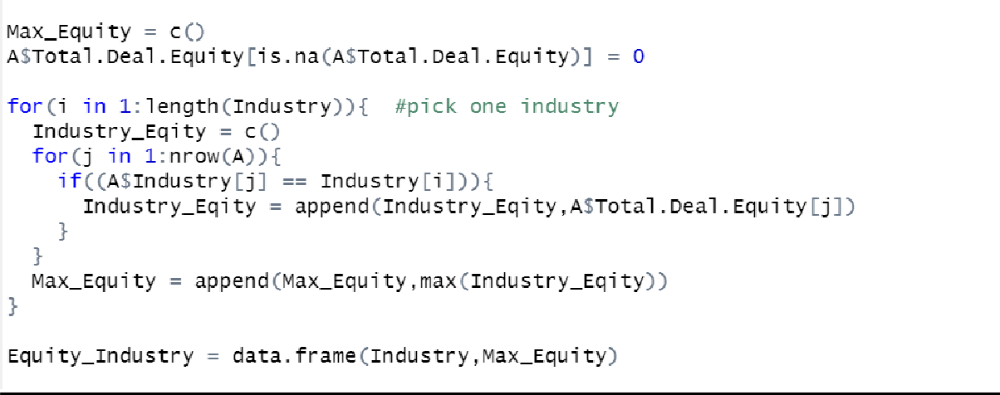 Max_Equity = c()
A$Total.Deal.Equity[is.na(A$Total.Deal.Equity)] = 0
for(i in 1:length(Industry)){  #pick one industry
  Industry_Eqity = c()
  for(j in 1:nrow(A)){
    if((A$Industry[j] == Industry[i])){
      Industry_Eqity = append(Industry_Eqity,A$Total.Deal.Equity[j])
    }
  }
  Max_Equity = append(Max_Equity,max(Industry_Eqity))
}
Equity_Industry = data.frame(Industry,Max_Equity)